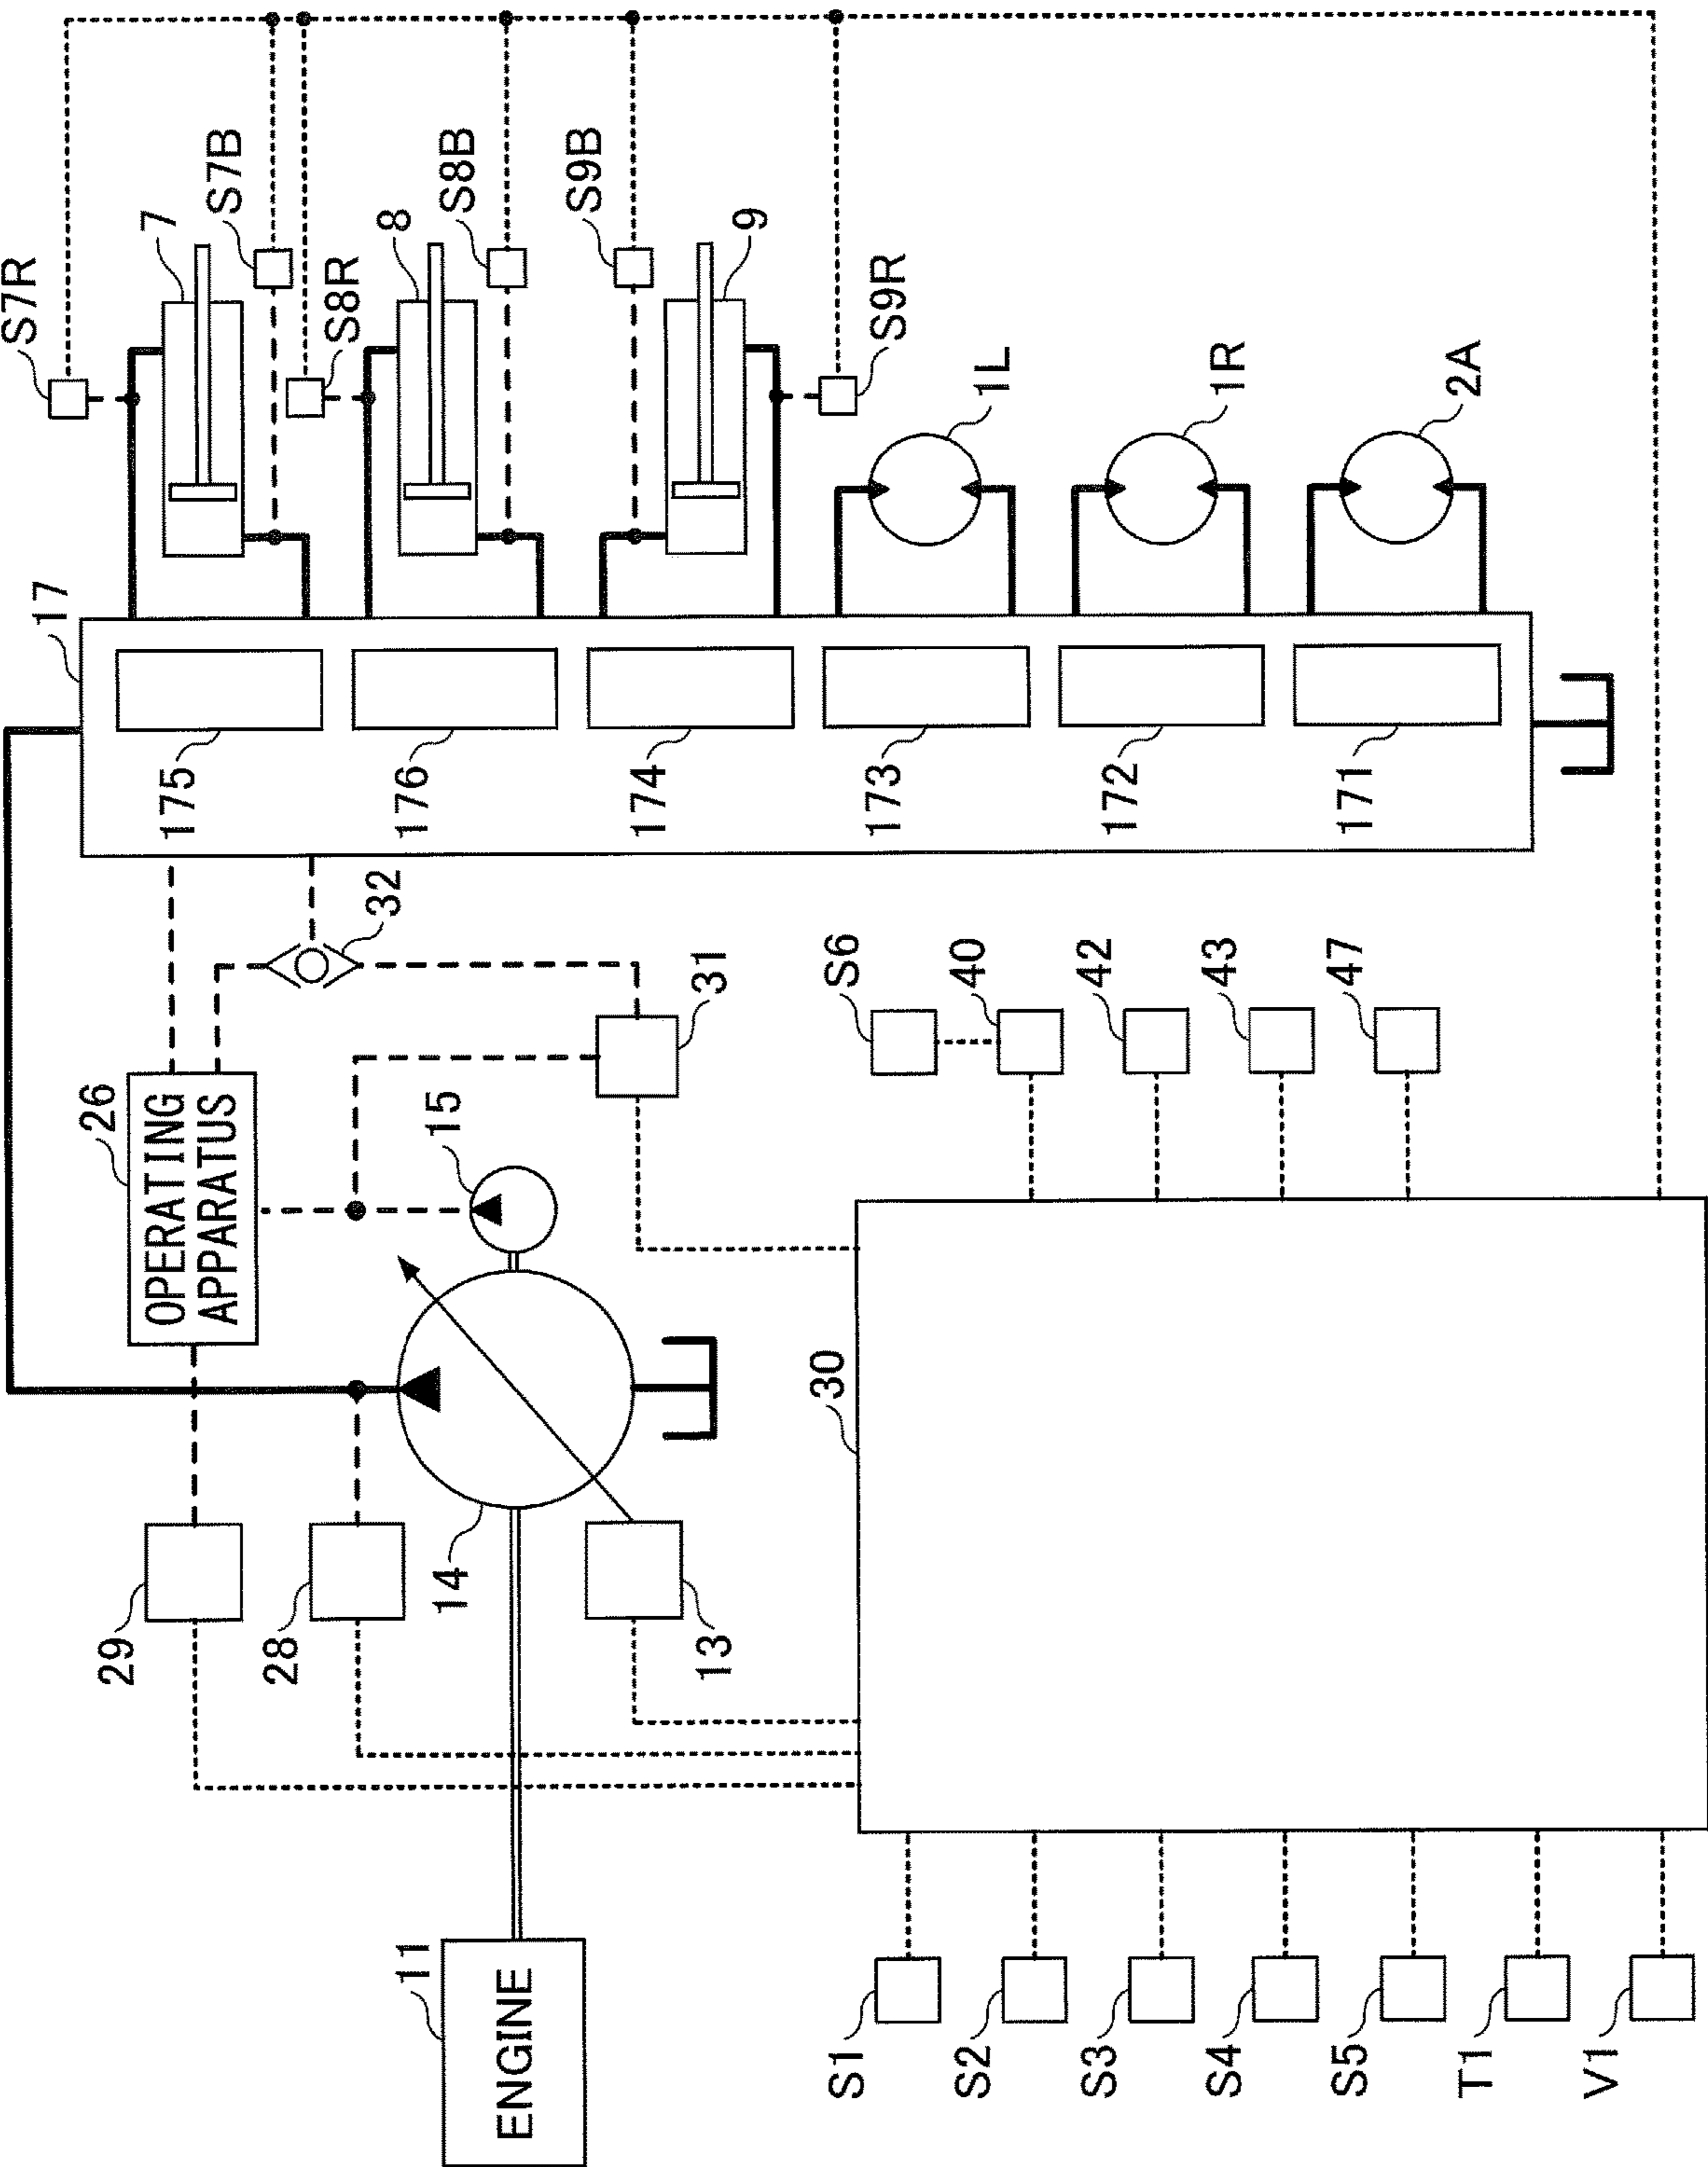 11
ENGINE
29
28
14
13
26
OPERATING
APPARATUS
15
31
32
17
175
176
174
173
172
171
S7R
7
S7B
S8R
8
S8B
S9B
9
S9R
1L
1R
2A
30
S6
40
42
43
47
S1
S2
S3
S4
S5
T1
V1